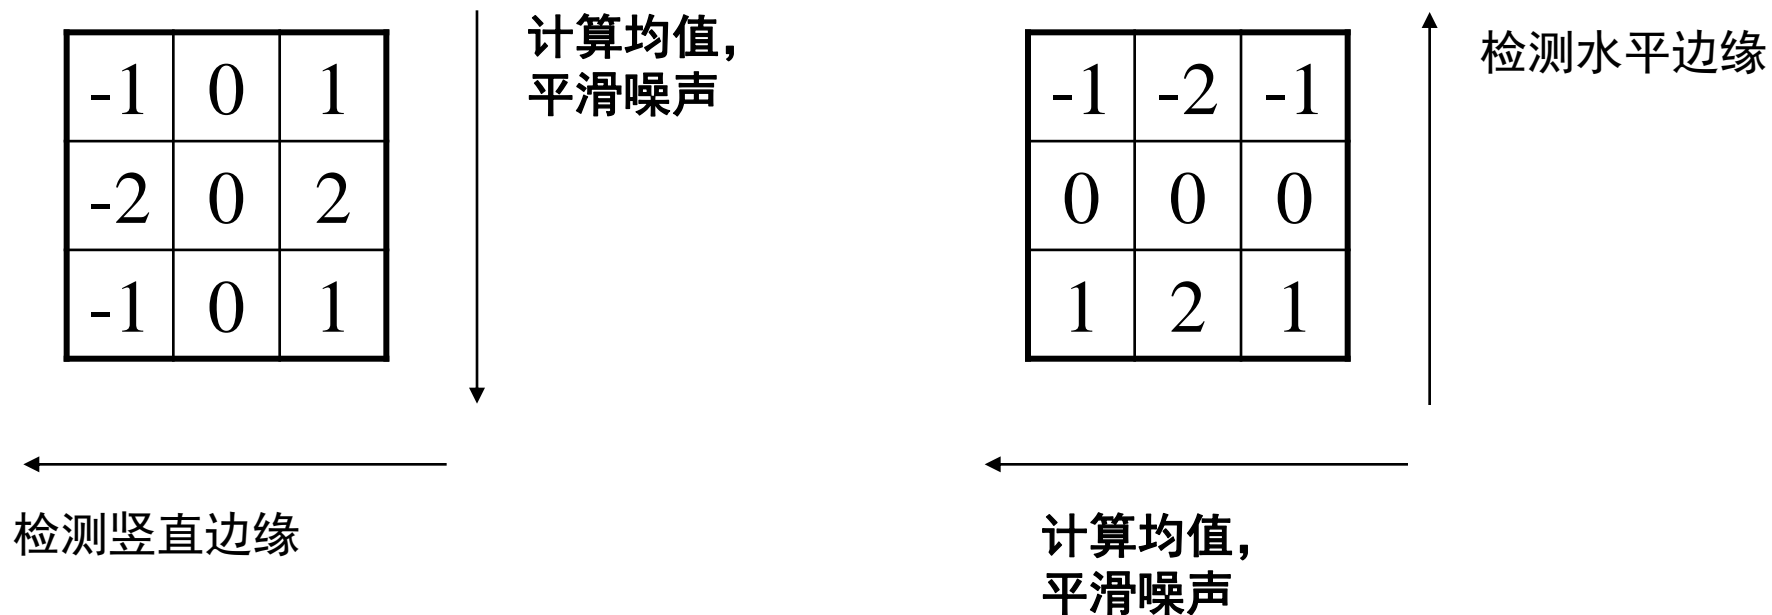 -1 0 1
-2 0 2
-1 0 1
计算均值，
平滑噪声
检测竖直边缘
-1 -2 -1
0 0 0
1 2 1
检测水平边缘
计算均值，
平滑噪声